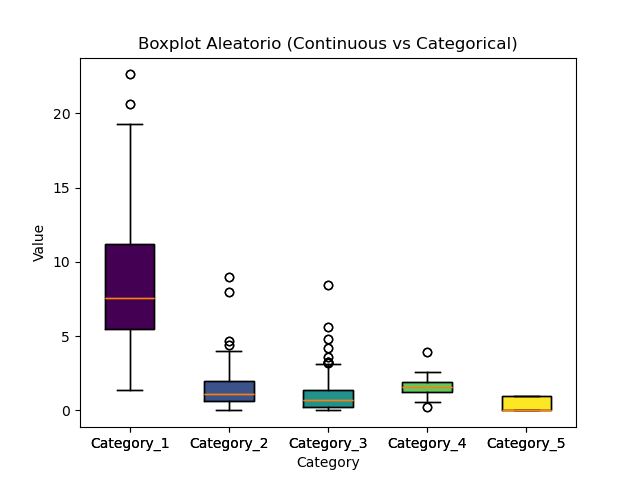 Boxplot Aleatorio (Continuous vs Categorical)
20
15
10
5
0
Value
Category_1 Category_2 Category_3 Category_4 Category_5
Category